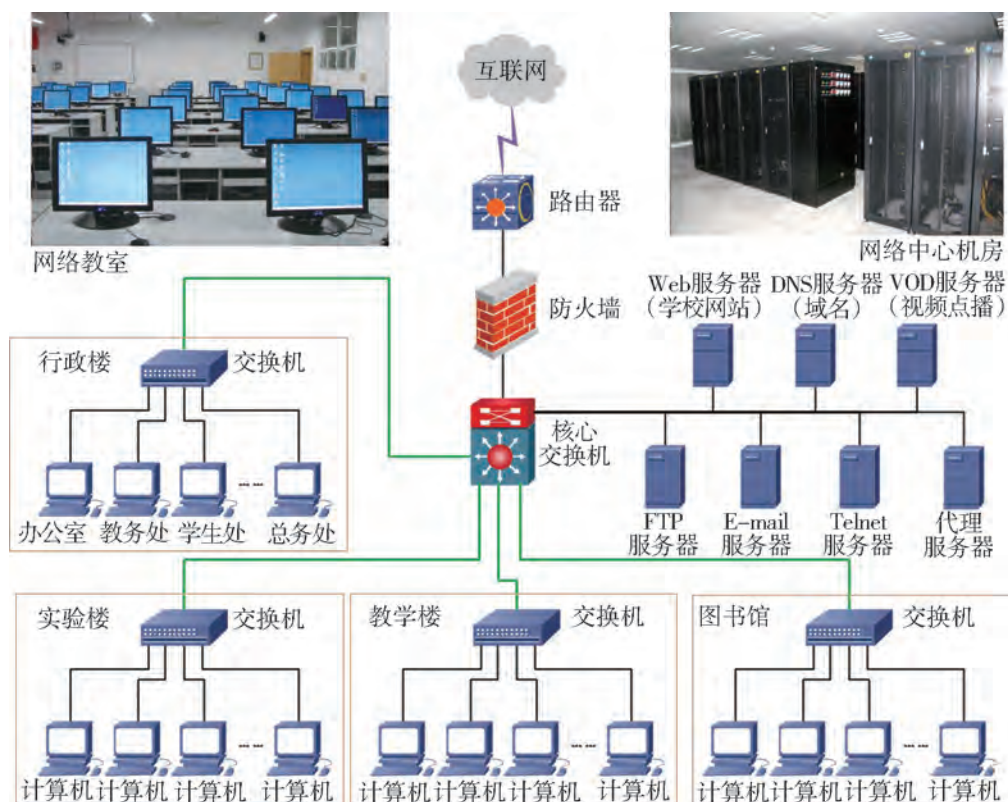 互联网
路由器
网络教室
网络中心机房
防火墙
Web服务器
(学校网站)
DNS服务器
(域名)
VOD服务器
(视频点播)
行政楼
交换机
核心
交换机
办公室
教务处
学生处
……
总务处
FTP
服务器
E-mail
服务器
Telnet
服务器
代理
服务器
实验楼
交换机
教学楼
交换机
图书馆
交换机
……
……
……
计算机 计算机 计算机 计算机
计算机 计算机 计算机 计算机
计算机 计算机 计算机 计算机